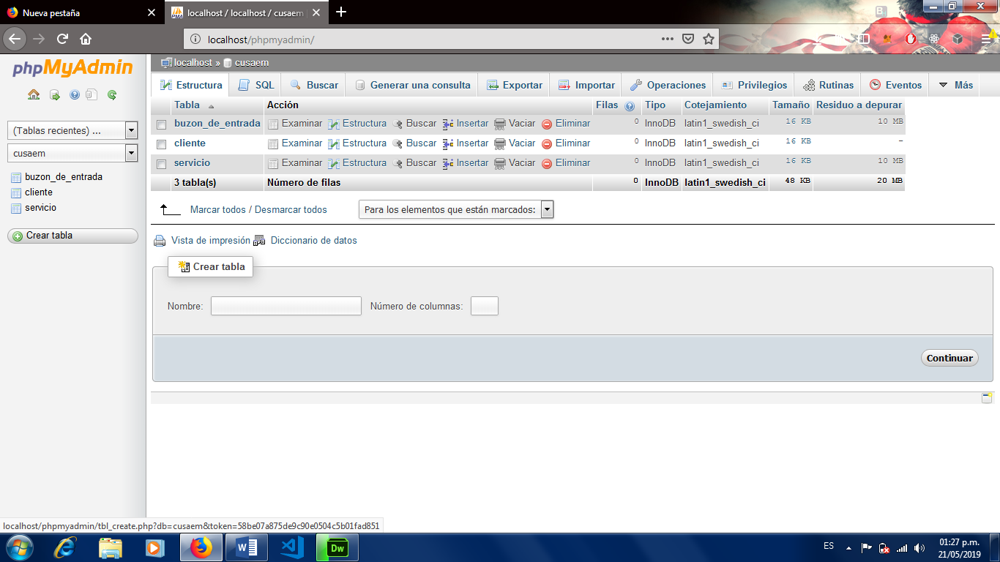 Nueva pestaña
localhost / localhost / cusaem
localhost/phpmyadmin/
phpMyAdmin
(Tablas recientes) ...
cusaem
buzon_de_entrada
cliente
servicio
Crear tabla
localhost » cusaem
Estructura SQL Buscar Generar una consulta Exportar Importar Operaciones Privilegios Rutinas Eventos Más
Tabla Acción Filas Tipo Cotejamiento Tamaño Residuo a depurar
buzon_de_entrada Examinar Estructura Buscar Insertar Vaciar Eliminar 0 InnoDB latin1_swedish_ci 16 KB 10 MB
cliente Examinar Estructura Buscar Insertar Vaciar Eliminar 0 InnoDB latin1_swedish_ci 16 KB -
servicio Examinar Estructura Buscar Insertar Vaciar Eliminar 0 InnoDB latin1_swedish_ci 16 KB 10 MB
3 tabla(s) Número de filas 0 InnoDB latin1_swedish_ci 48 KB 20 MB
Marcar todos / Desmarcar todos Para los elementos que están marcados:
Vista de impresión Diccionario de datos
Crear tabla
Nombre: Número de columnas:
Continuar
localhost/phpmyadmin/tbl_create.php?db=cusaem&token=58be07a875de9c90e0504c5b01fad851
W Dw
ES 01:27 p.m.
21/05/2019